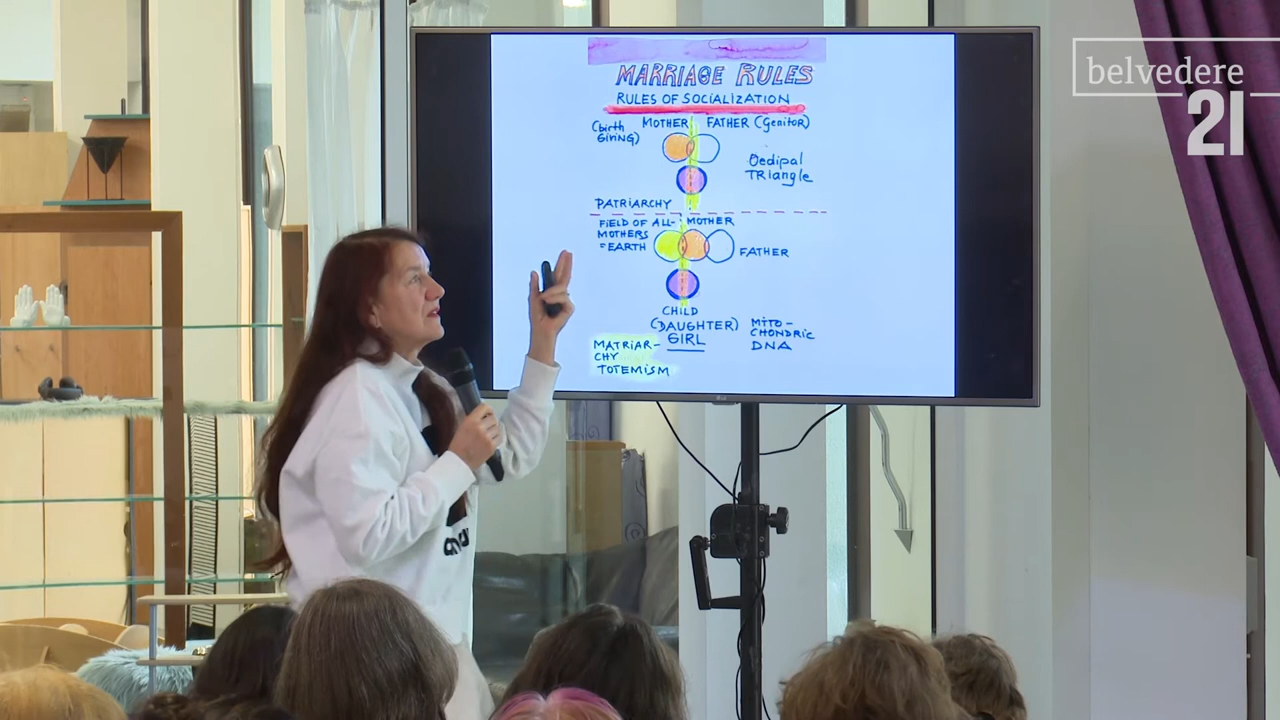 belvedere
21
MARRIAGE RULES
RULES OF SOCIALIZATION
(birth GIVING)
MOTHER
FATHER (Genitor)
Oedipal
TRiangle
PATRIARCHY
FIELD OF ALL-
MOTHERS
=EARTH
MOTHER
FATHER
CHILD
(DAUGHTER)
GIRL
MITO-
CHONDRIC
DNA
MATRIAR-
CHY
TOTEMISM
LG